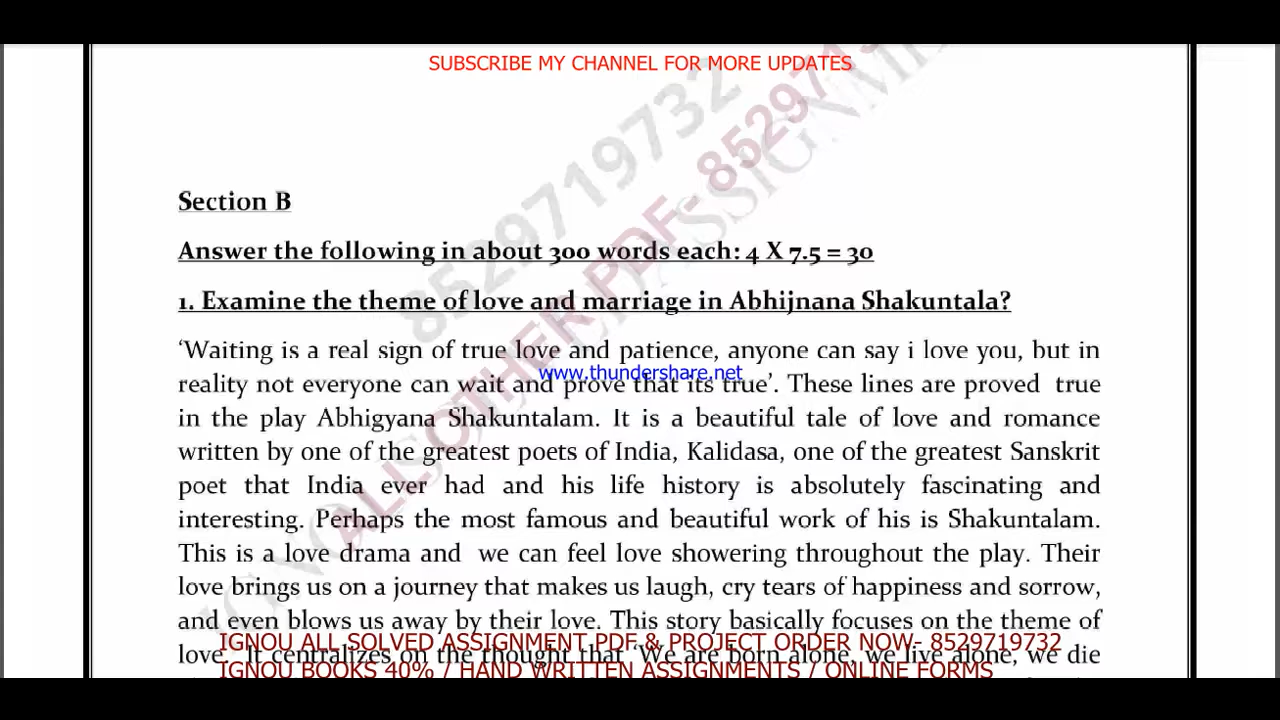 SUBSCRIBE MY CHANNEL FOR MORE UPDATES
Section B
Answer the following in about 300 words each: 4 X 7.5 = 30
1. Examine the theme of love and marriage in Abhijnana Shakuntala?
‘Waiting is a real sign of true love and patience, anyone can say i love you, but in
www.thundershare.net
reality not everyone can wait and prove that its true’. These lines are proved true
in the play Abhigyana Shakuntalam. It is a beautiful tale of love and romance
written by one of the greatest poets of India, Kalidasa, one of the greatest Sanskrit
poet that India ever had and his life history is absolutely fascinating and
interesting. Perhaps the most famous and beautiful work of his is Shakuntalam.
This is a love drama and we can feel love showering throughout the play. Their
love brings us on a journey that makes us laugh, cry tears of happiness and sorrow,
and even blows us away by their love. This story basically focuses on the theme of
IGNOU ALL SOLVED ASSIGNMENT PDF & PROJECT ORDER NOW- 8529719732
love. It centralizes on the thought that ‘We are born alone, we live alone, we die
IGNOU BOOKS 40% / HAND WRITTEN ASSIGNMENTS / ONLINE FORMS
8529719732